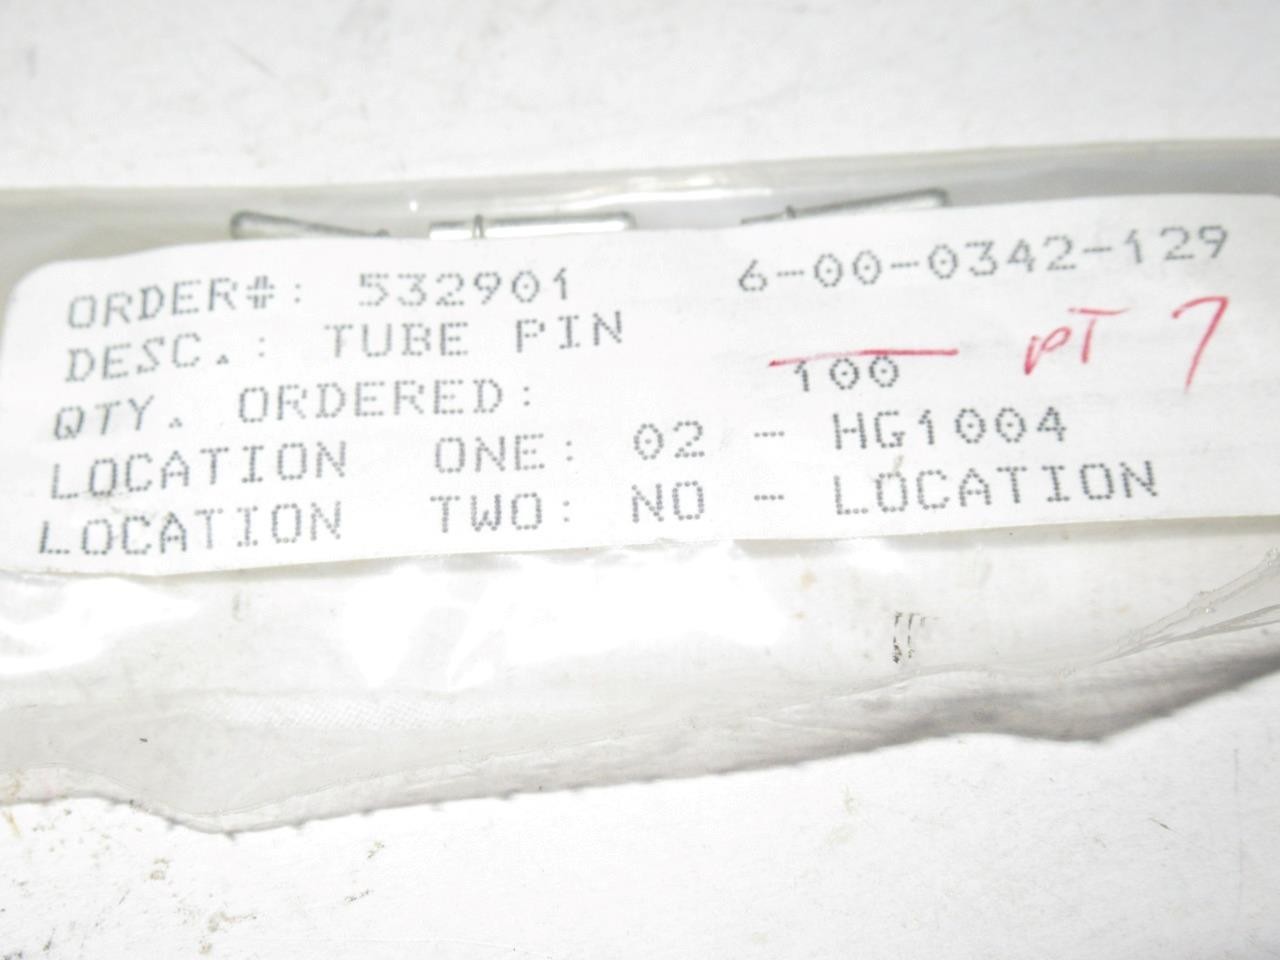 ORDER#: 532901 6-00-0342-129
DESC.: TUBE PIN
QTY. ORDERED: 100 PT 7
LOCATION ONE: 02 - HG1004
LOCATION TWO: NO - LOCATION